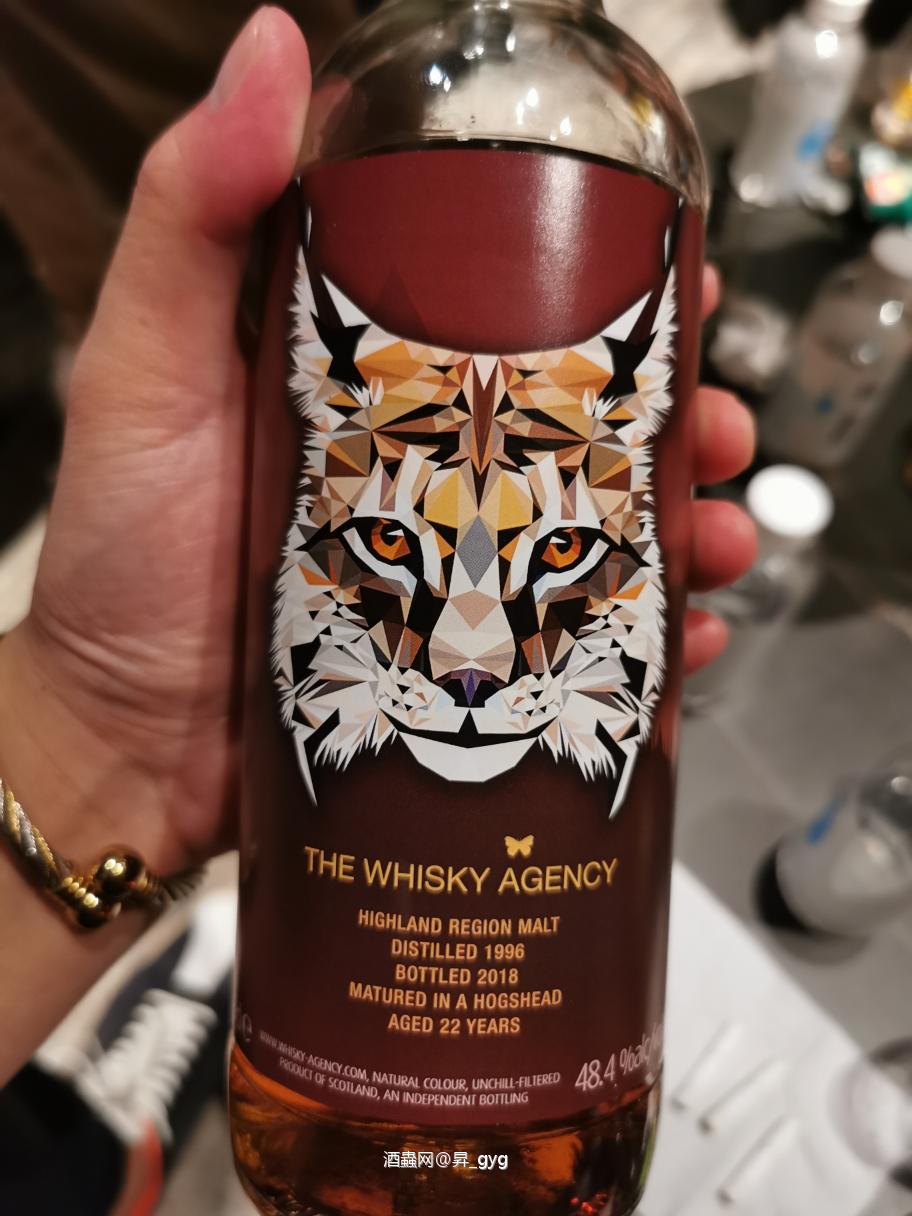 THE WHISKY AGENCY
HIGHLAND REGION MALT
DISTILLED 1996
BOTTLED 2018
MATURED IN A HOGSHEAD
AGED 22 YEARS
WWW.WHISKY-AGENCY.COM, NATURAL COLOUR, UNCHILL-FILTERED
PRODUCT OF SCOTLAND, AN INDEPENDENT BOTTLING
48.4 %alc/
酒蟲网@昇_gyg